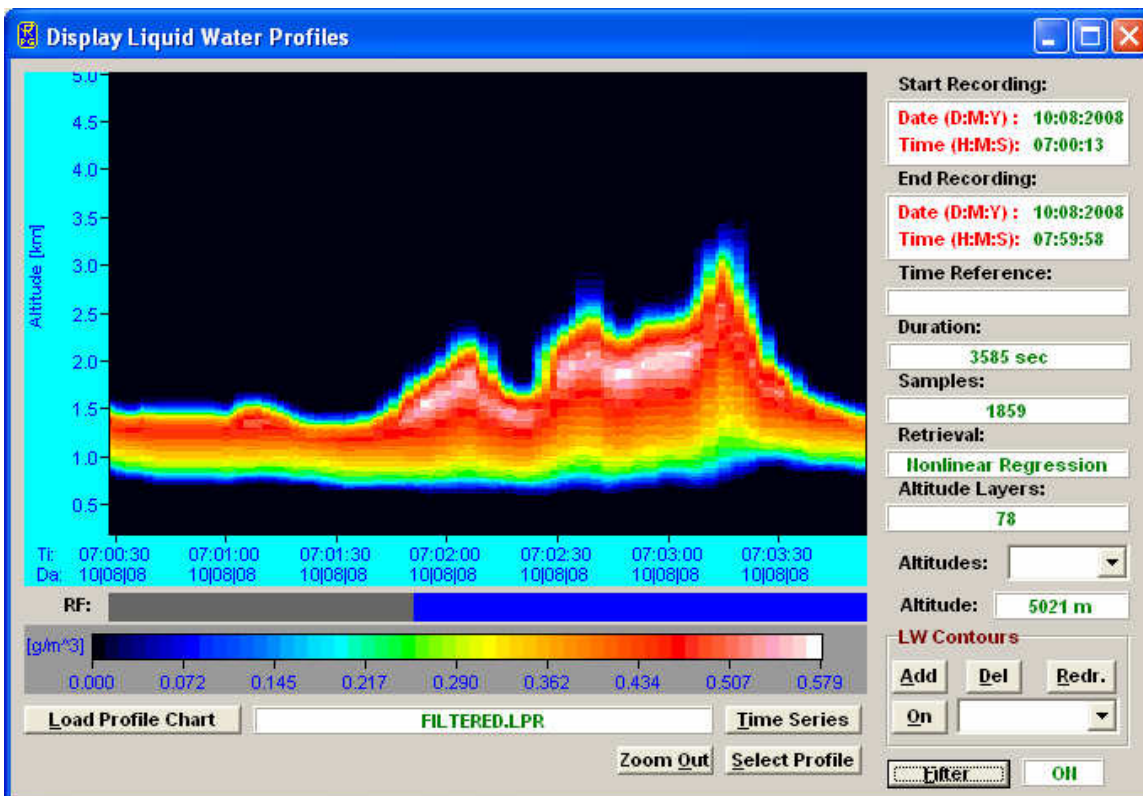 Display Liquid Water Profiles
5.0
4.5
4.0
3.5
3.0
2.5
2.0
1.5
1.0
0.5
Altitude [km]
Ti: 07:00:30 07:01:00 07:01:30 07:02:00 07:02:30 07:03:00 07:03:30
Da: 10|08|08 10|08|08 10|08|08 10|08|08 10|08|08 10|08|08 10|08|08
RF:
[g/m^3]
0.000 0.072 0.145 0.217 0.290 0.362 0.434 0.507 0.579
Load Profile Chart FILTERED.LPR Time Series
Zoom Out Select Profile
Start Recording:
Date (D:M:Y) : 10:08:2008
Time (H:M:S): 07:00:13
End Recording:
Date (D:M:Y) : 10:08:2008
Time (H:M:S): 07:59:58
Time Reference:
Duration:
3585 sec
Samples:
1859
Retrieval:
Nonlinear Regression
Altitude Layers:
78
Altitudes:
Altitude: 5021 m
LW Contours
Add Del Redr.
On
Filter ON